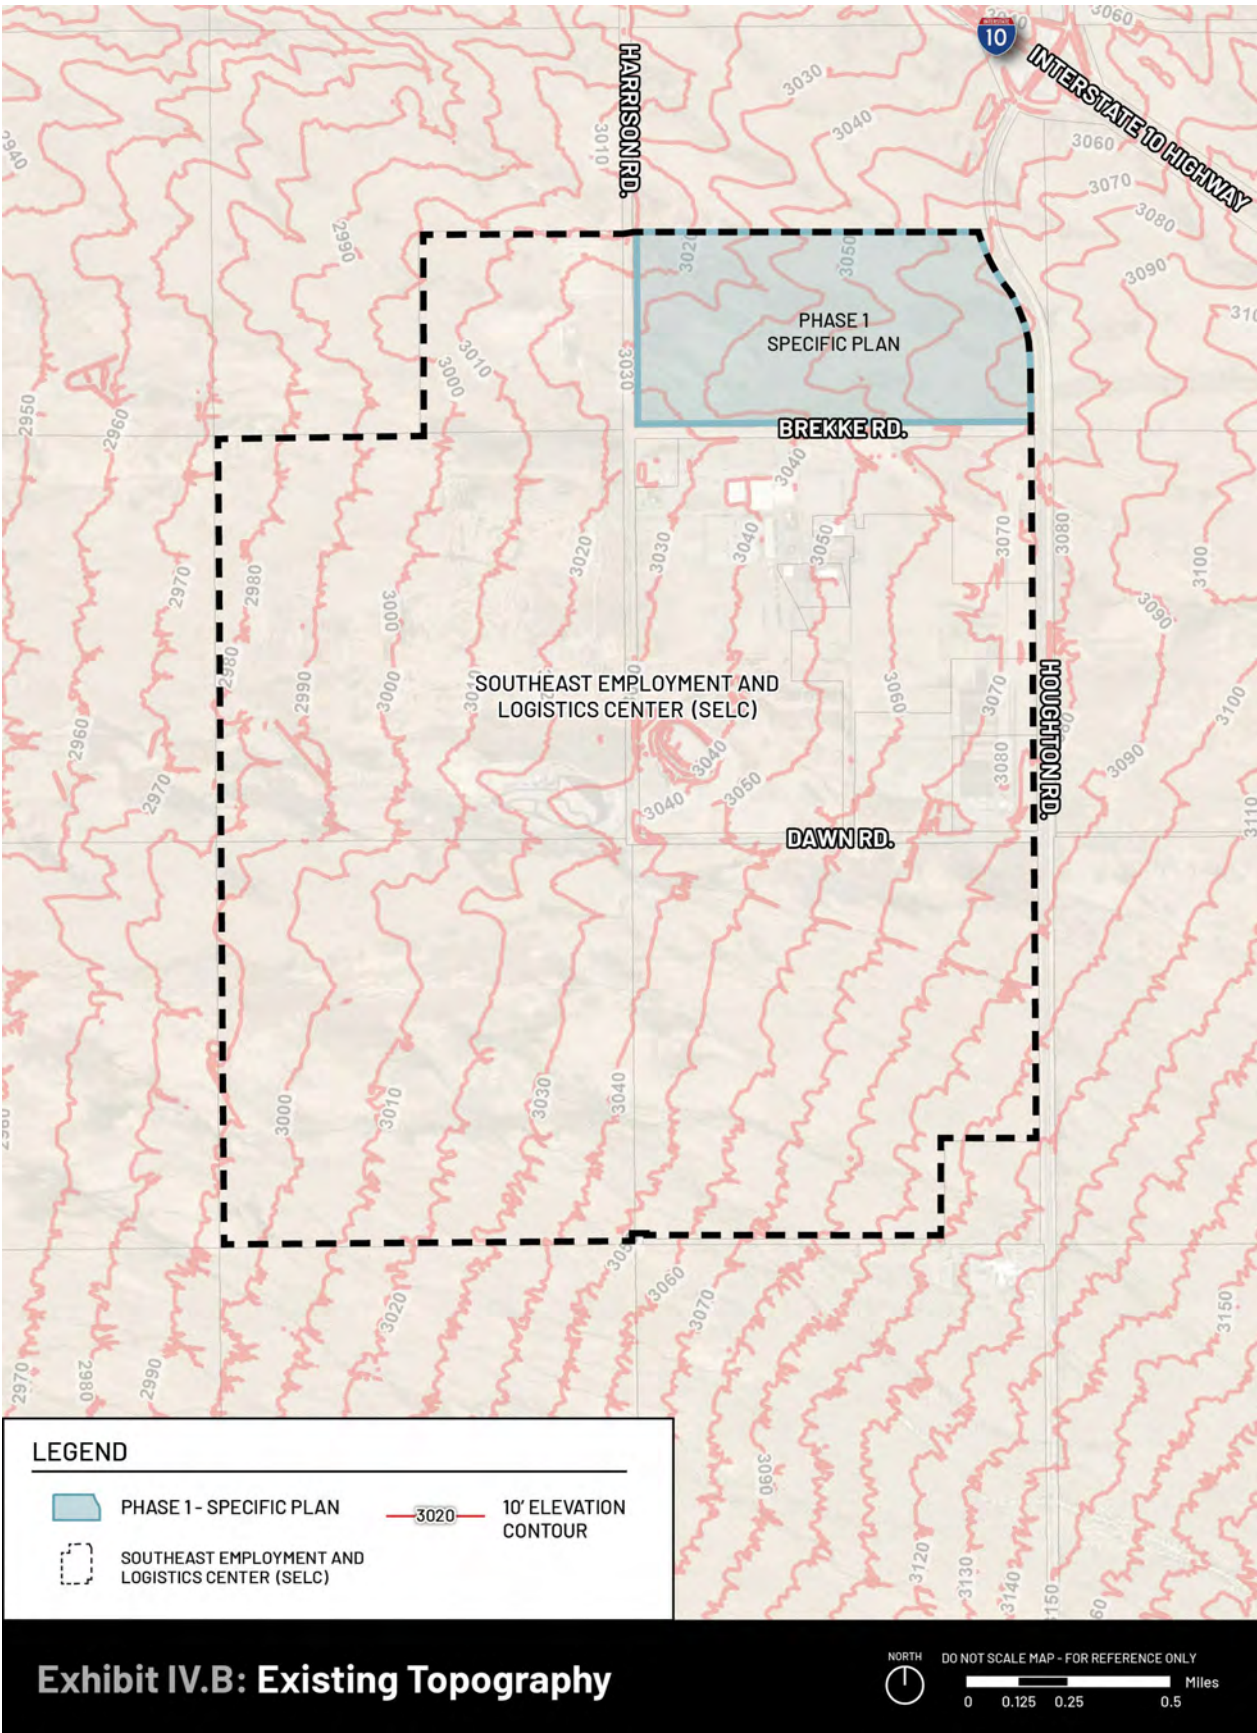 3060
INTERSTATE
10
INTERSTATE 10 HIGHWAY
HARRISON RD.
3030
3040
3010
3060
2940
3070
3080
2990
3020
3050
3090
PHASE 1
SPECIFIC PLAN
3010
3000
3030
2950
2960
BREKKE RD.
3040
3020
3030
3040
3050
3070
3080
3100
2970
2980
3000
3090
2980
2990
3000
SOUTHEAST EMPLOYMENT AND
LOGISTICS CENTER (SELC)
3060
3070
HOUGHTON RD.
3100
2960
3040
3080
3090
2970
3050
3040
3110
DAWN RD.
3000
3010
3030
3040
3060
3020
3070
3150
2970
2980
2990
3090
3120
3130
3140
3150
LEGEND
PHASE 1 - SPECIFIC PLAN
3020
10' ELEVATION
CONTOUR
SOUTHEAST EMPLOYMENT AND
LOGISTICS CENTER (SELC)
Exhibit IV.B: Existing Topography
NORTH
DO NOT SCALE MAP - FOR REFERENCE ONLY
Miles
0 0.125 0.25 0.5